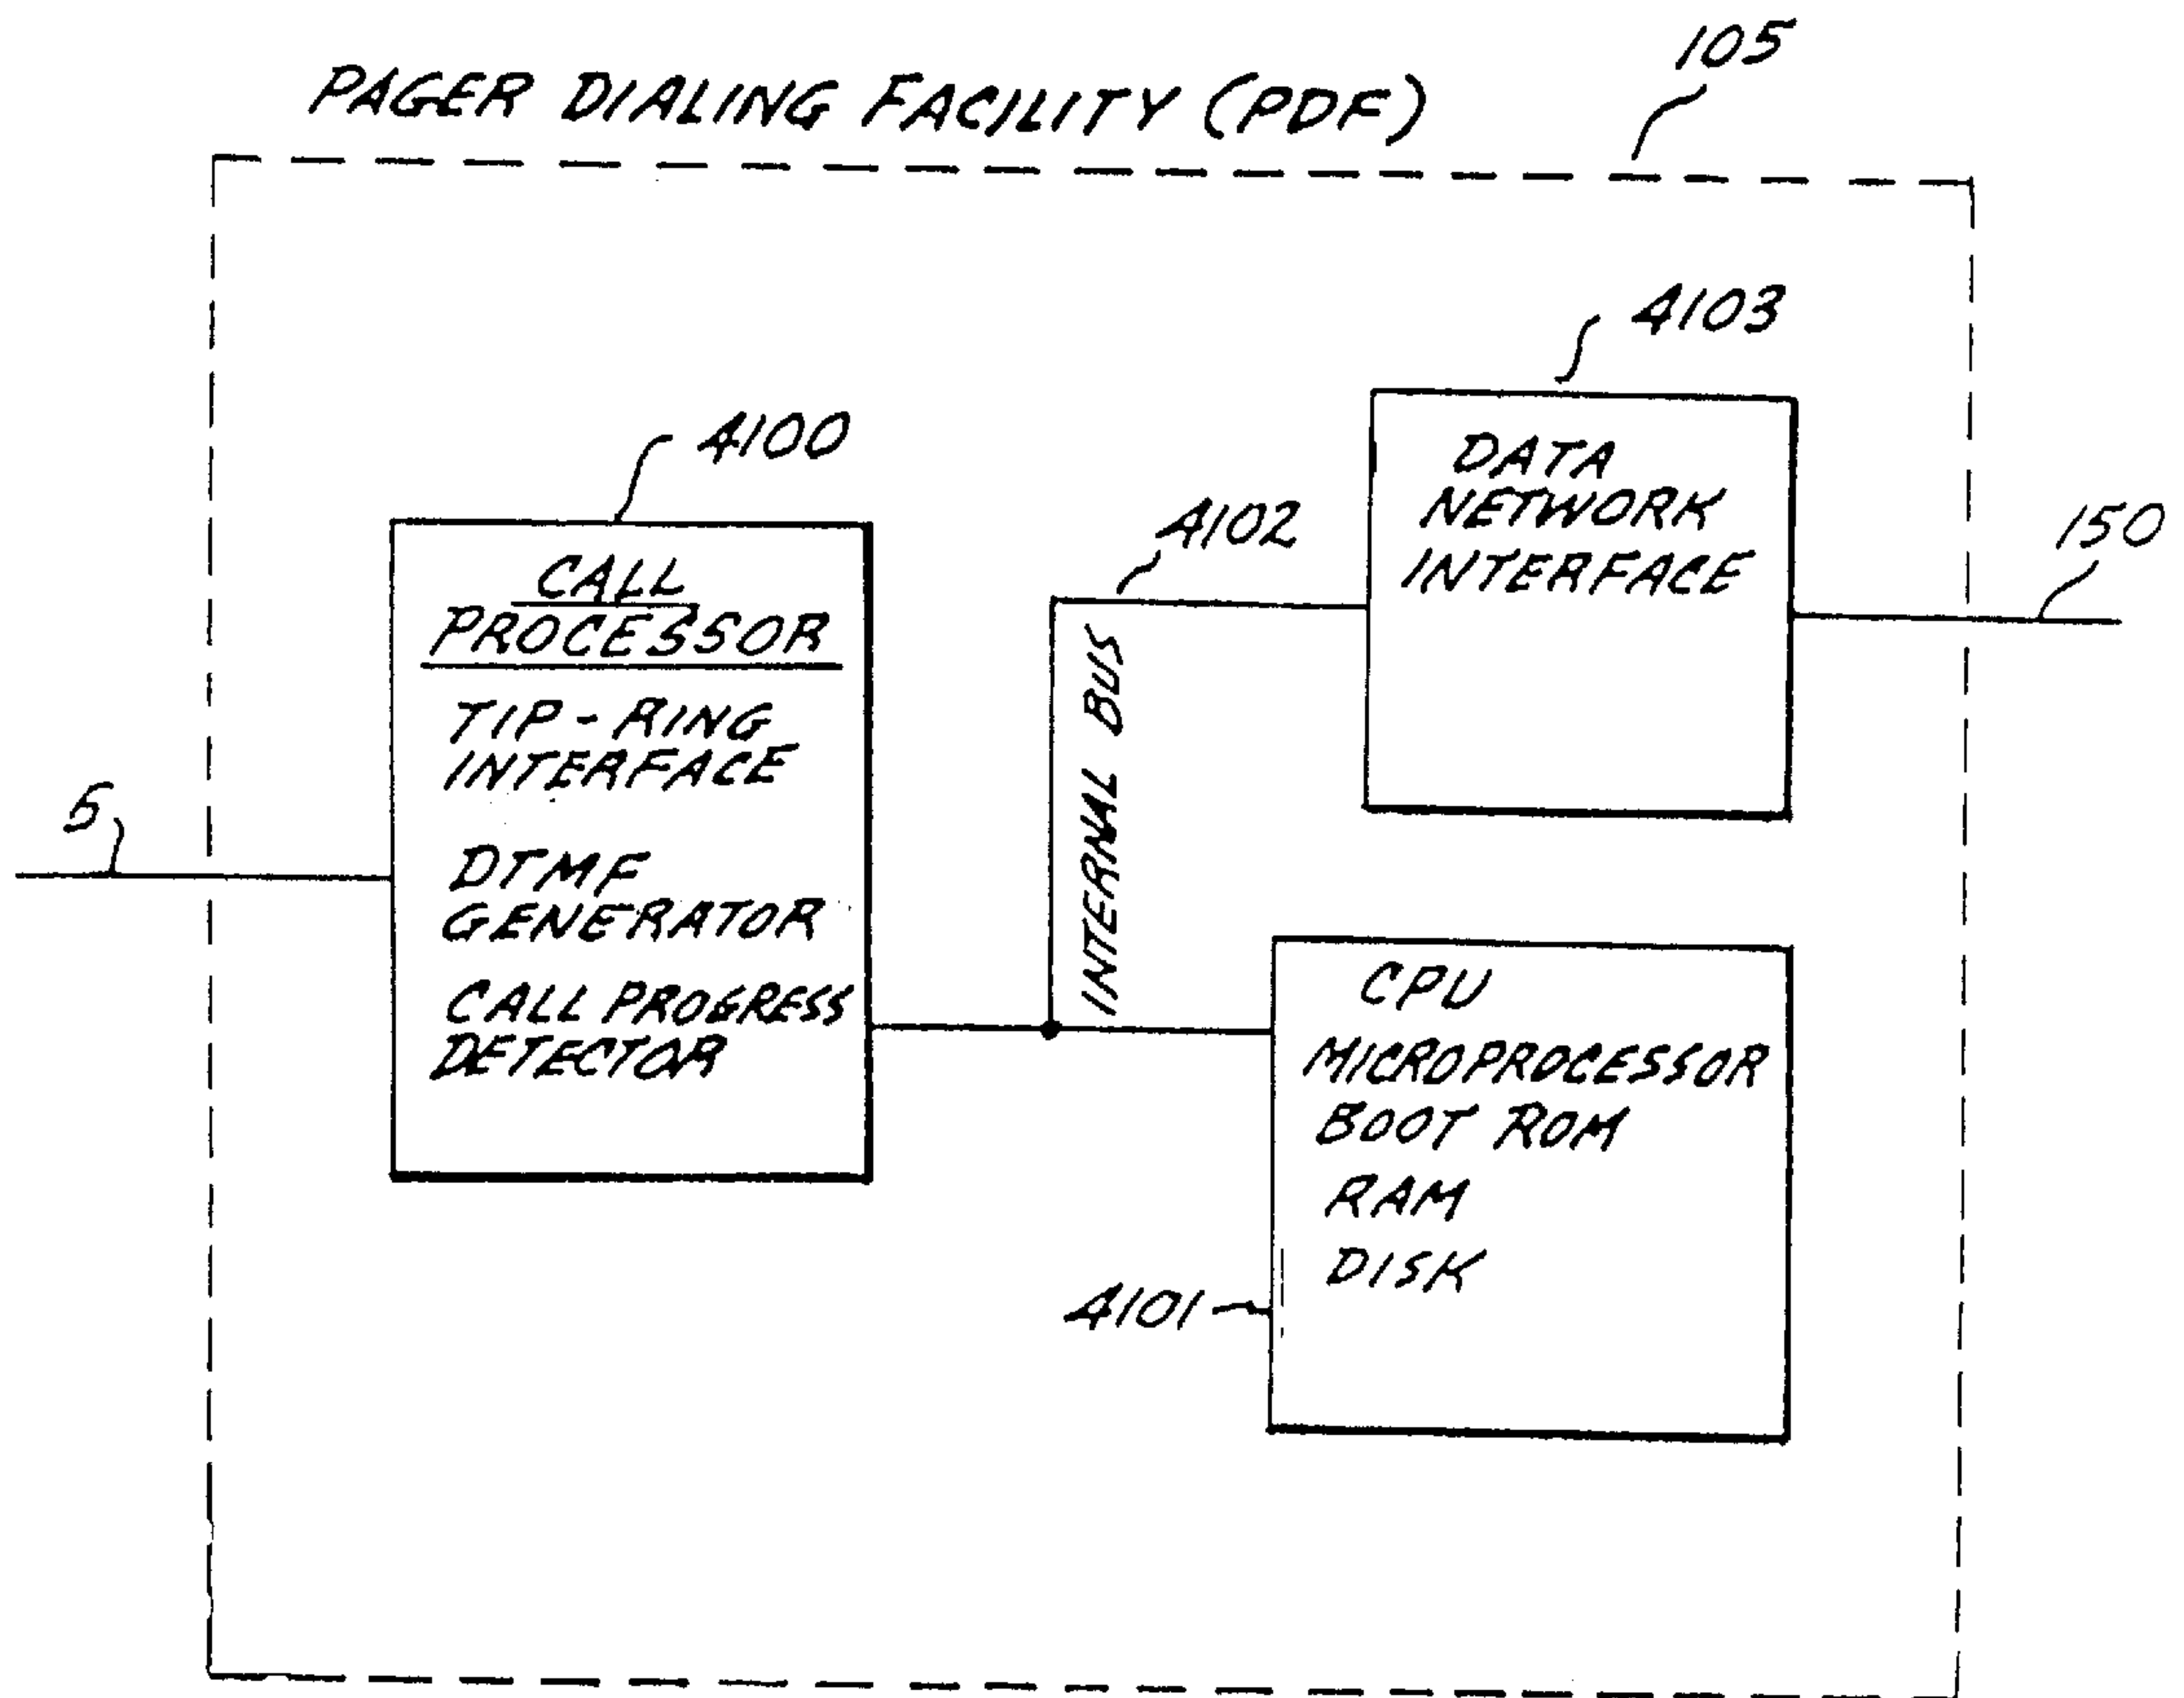 105
PAGER DIALING FACILITY (PDF)
4103
4100
DATA
NETWORK
INTERFACE
4102
150
CALL
PROCESSOR
TIP-RING
INTERFACE
DTMF
GENERATOR
CALL PROGRESS
DETECTOR
5
INTERNAL BUS
CPU
MICROPROCESSOR
BOOT ROM
RAM
DISK
4101